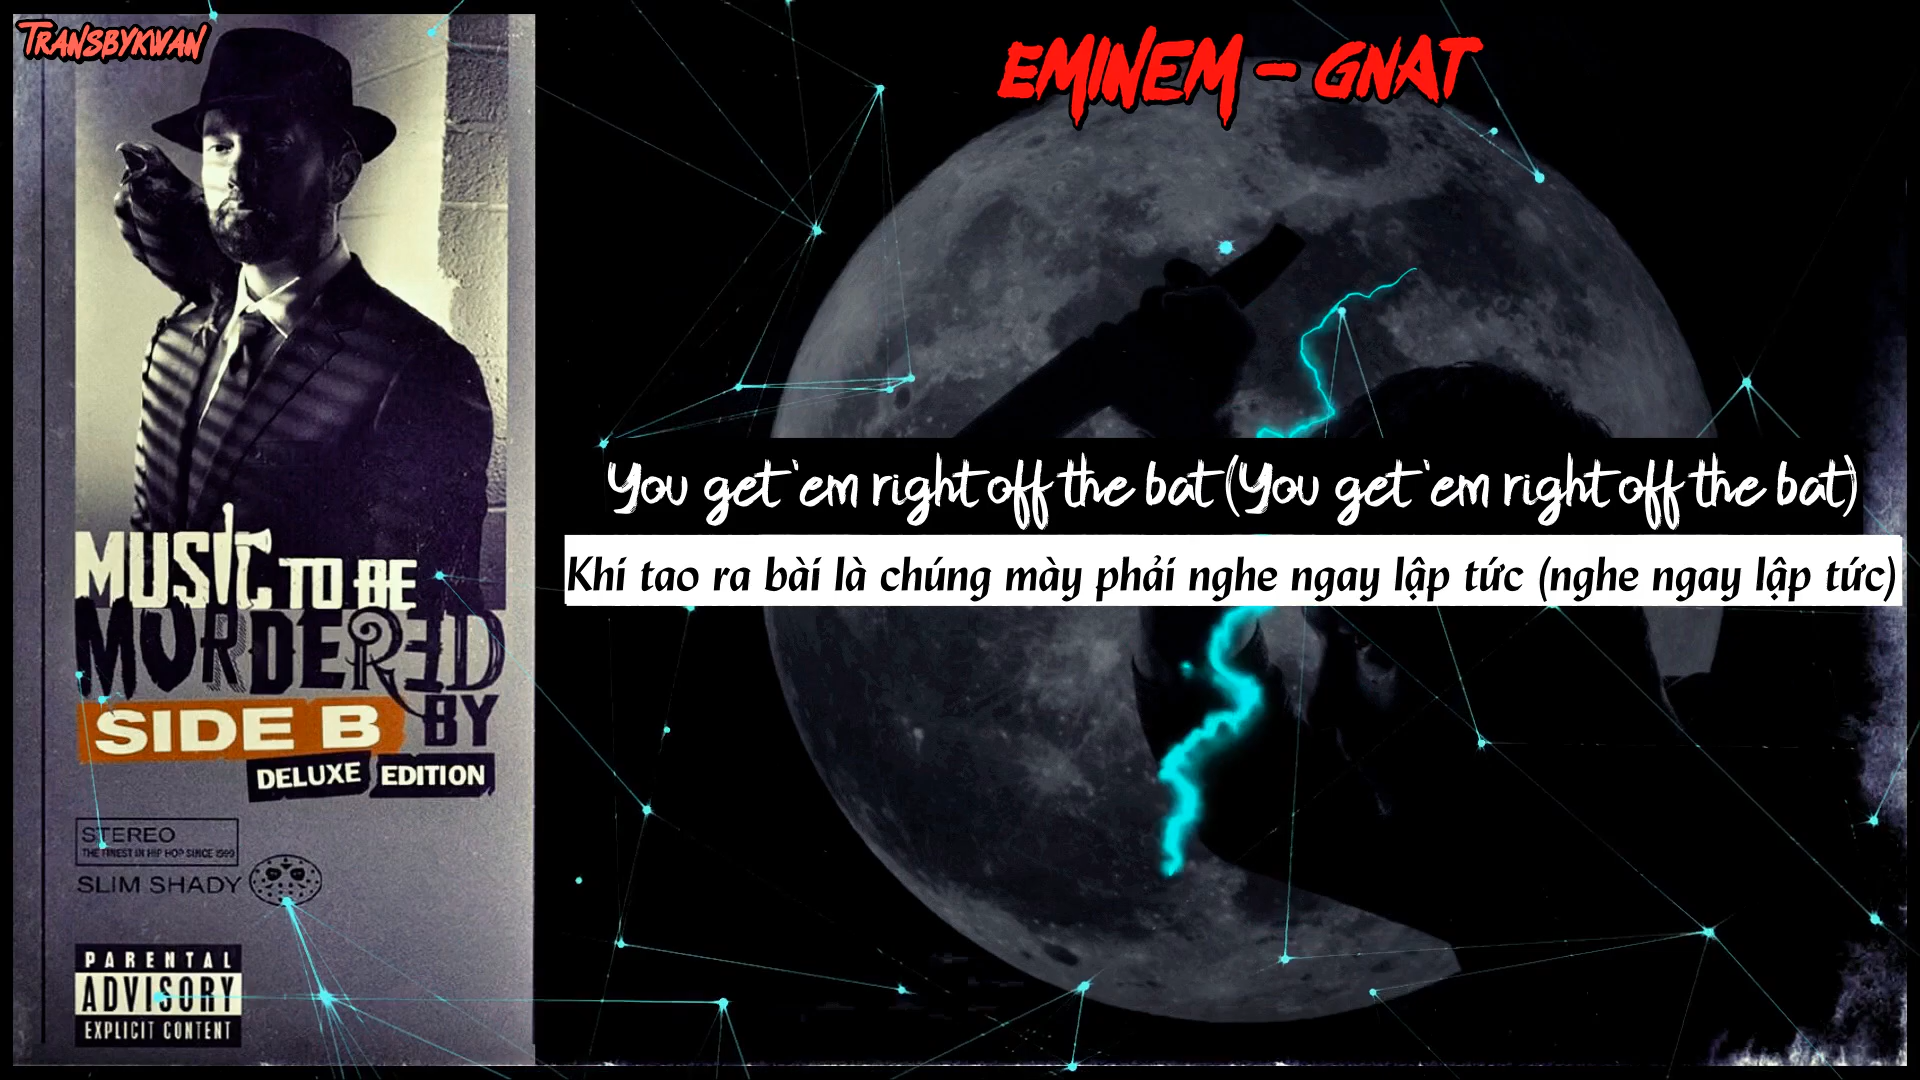 TRANSBYKWAN
EMINEM - GNAT
You get 'em right off the bat (You get 'em right off the bat)
Khi tao ra bài là chúng mày phải nghe ngay lập tức (nghe ngay lập tức)
MUSIC TO BE
MURDERED
SIDE B BY
DELUXE EDITION
STEREO
THE FINEST IN HIP HOP SINCE 1999
SLIM SHADY
PARENTAL
ADVISORY
EXPLICIT CONTENT